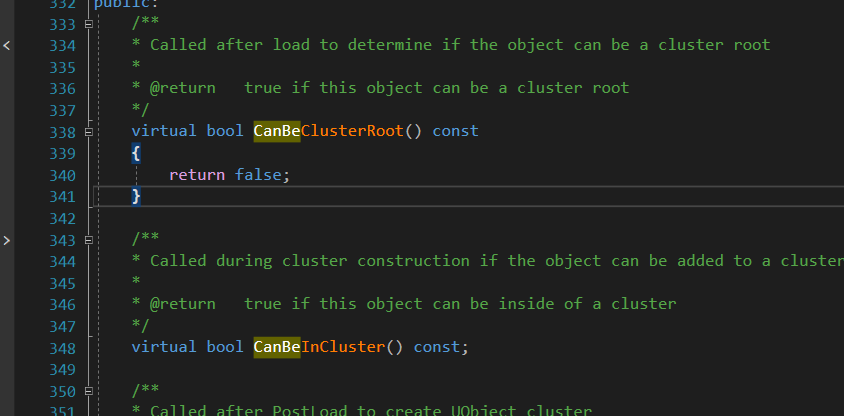 332 public:
333 /**
334 * Called after load to determine if the object can be a cluster root
335 *
336 * @return   true if this object can be a cluster root
337 */
338 virtual bool CanBeClusterRoot() const
339 {
340 return false;
341 }
342
343 /**
344 * Called during cluster construction if the object can be added to a cluster
345 *
346 * @return   true if this object can be inside of a cluster
347 */
348 virtual bool CanBeInCluster() const;
349
350 /**
351 * Called after PostLoad to create UObject cluster